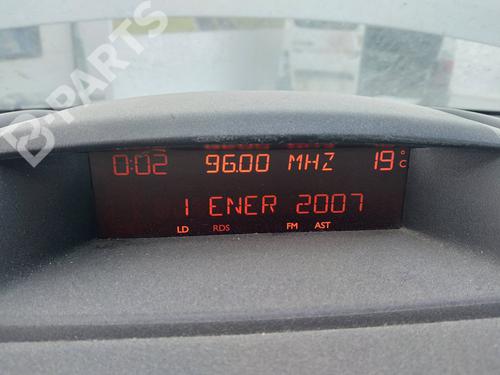 B-PARTS
0:02 96.00 MHZ 19°C
1 ENER 2007
LD RDS FM AST